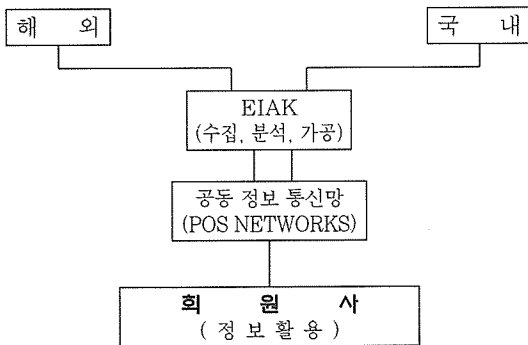 해 외
국 내
EIAK
(수집, 분석, 가공)
공동 정보 통신망
(POS NETWORKS)
회 원 사
( 정 보 활 용 )